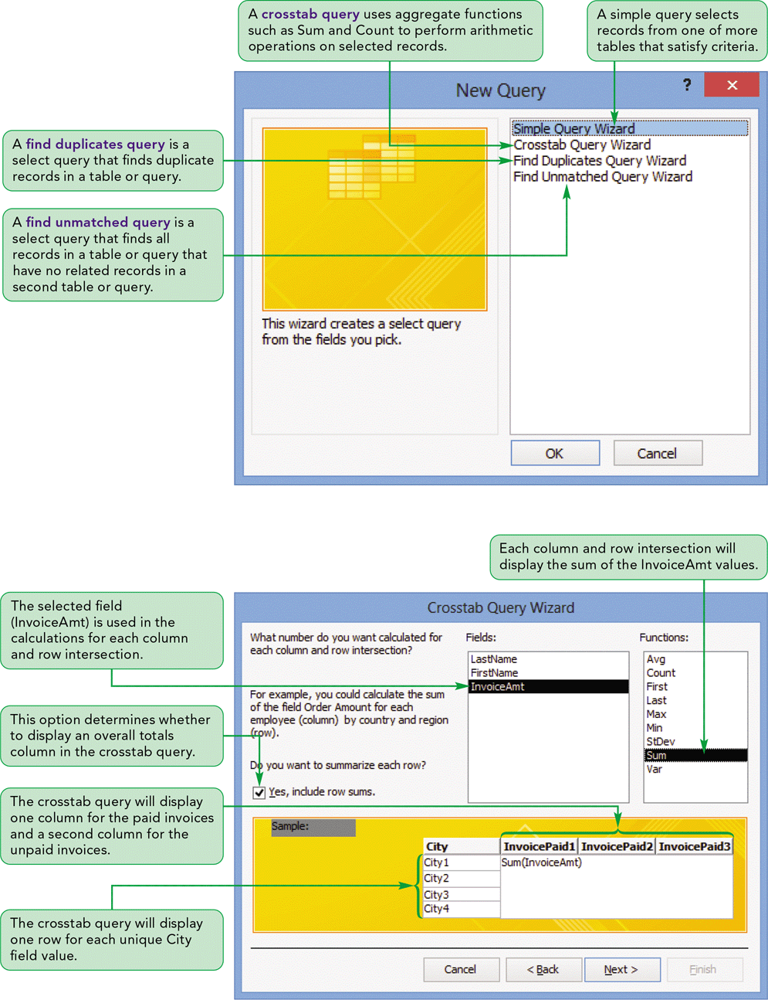 A crosstab query uses aggregate functions
such as Sum and Count to perform arithmetic
operations on selected records.
A simple query selects
records from one of more
tables that satisfy criteria.
New Query
?
A find duplicates query is a
select query that finds duplicate
records in a table or query.
A find unmatched query is a
select query that finds all
records in a table or query that
have no related records in a
second table or query.
Simple Query Wizard
Crosstab Query Wizard
Find Duplicates Query Wizard
Find Unmatched Query Wizard
This wizard creates a select query
from the fields you pick.
OK
Cancel
Each column and row intersection will
display the sum of the InvoiceAmt values.
The selected field
(InvoiceAmt) is used in the
calculations for each column
and row intersection.
This option determines whether
to display an overall totals
column in the crosstab query.
The crosstab query will display
one column for the paid invoices
and a second column for the
unpaid invoices.
The crosstab query will display
one row for each unique City
field value.
Crosstab Query Wizard
What number do you want calculated for
each column and row intersection?
For example, you could calculate the sum
of the field Order Amount for each
employee (column) by country and region
(row).
Do you want to summarize each row?
Yes, include row sums.
Fields:
LastName
FirstName
InvoiceAmt
Functions:
Avg
Count
First
Last
Max
Min
StDev
Sum
Var
Sample:
City InvoicePaid1 InvoicePaid2 InvoicePaid3
City1 Sum(InvoiceAmt)
City2
City3
City4
Cancel
< Back
Next >
Finish